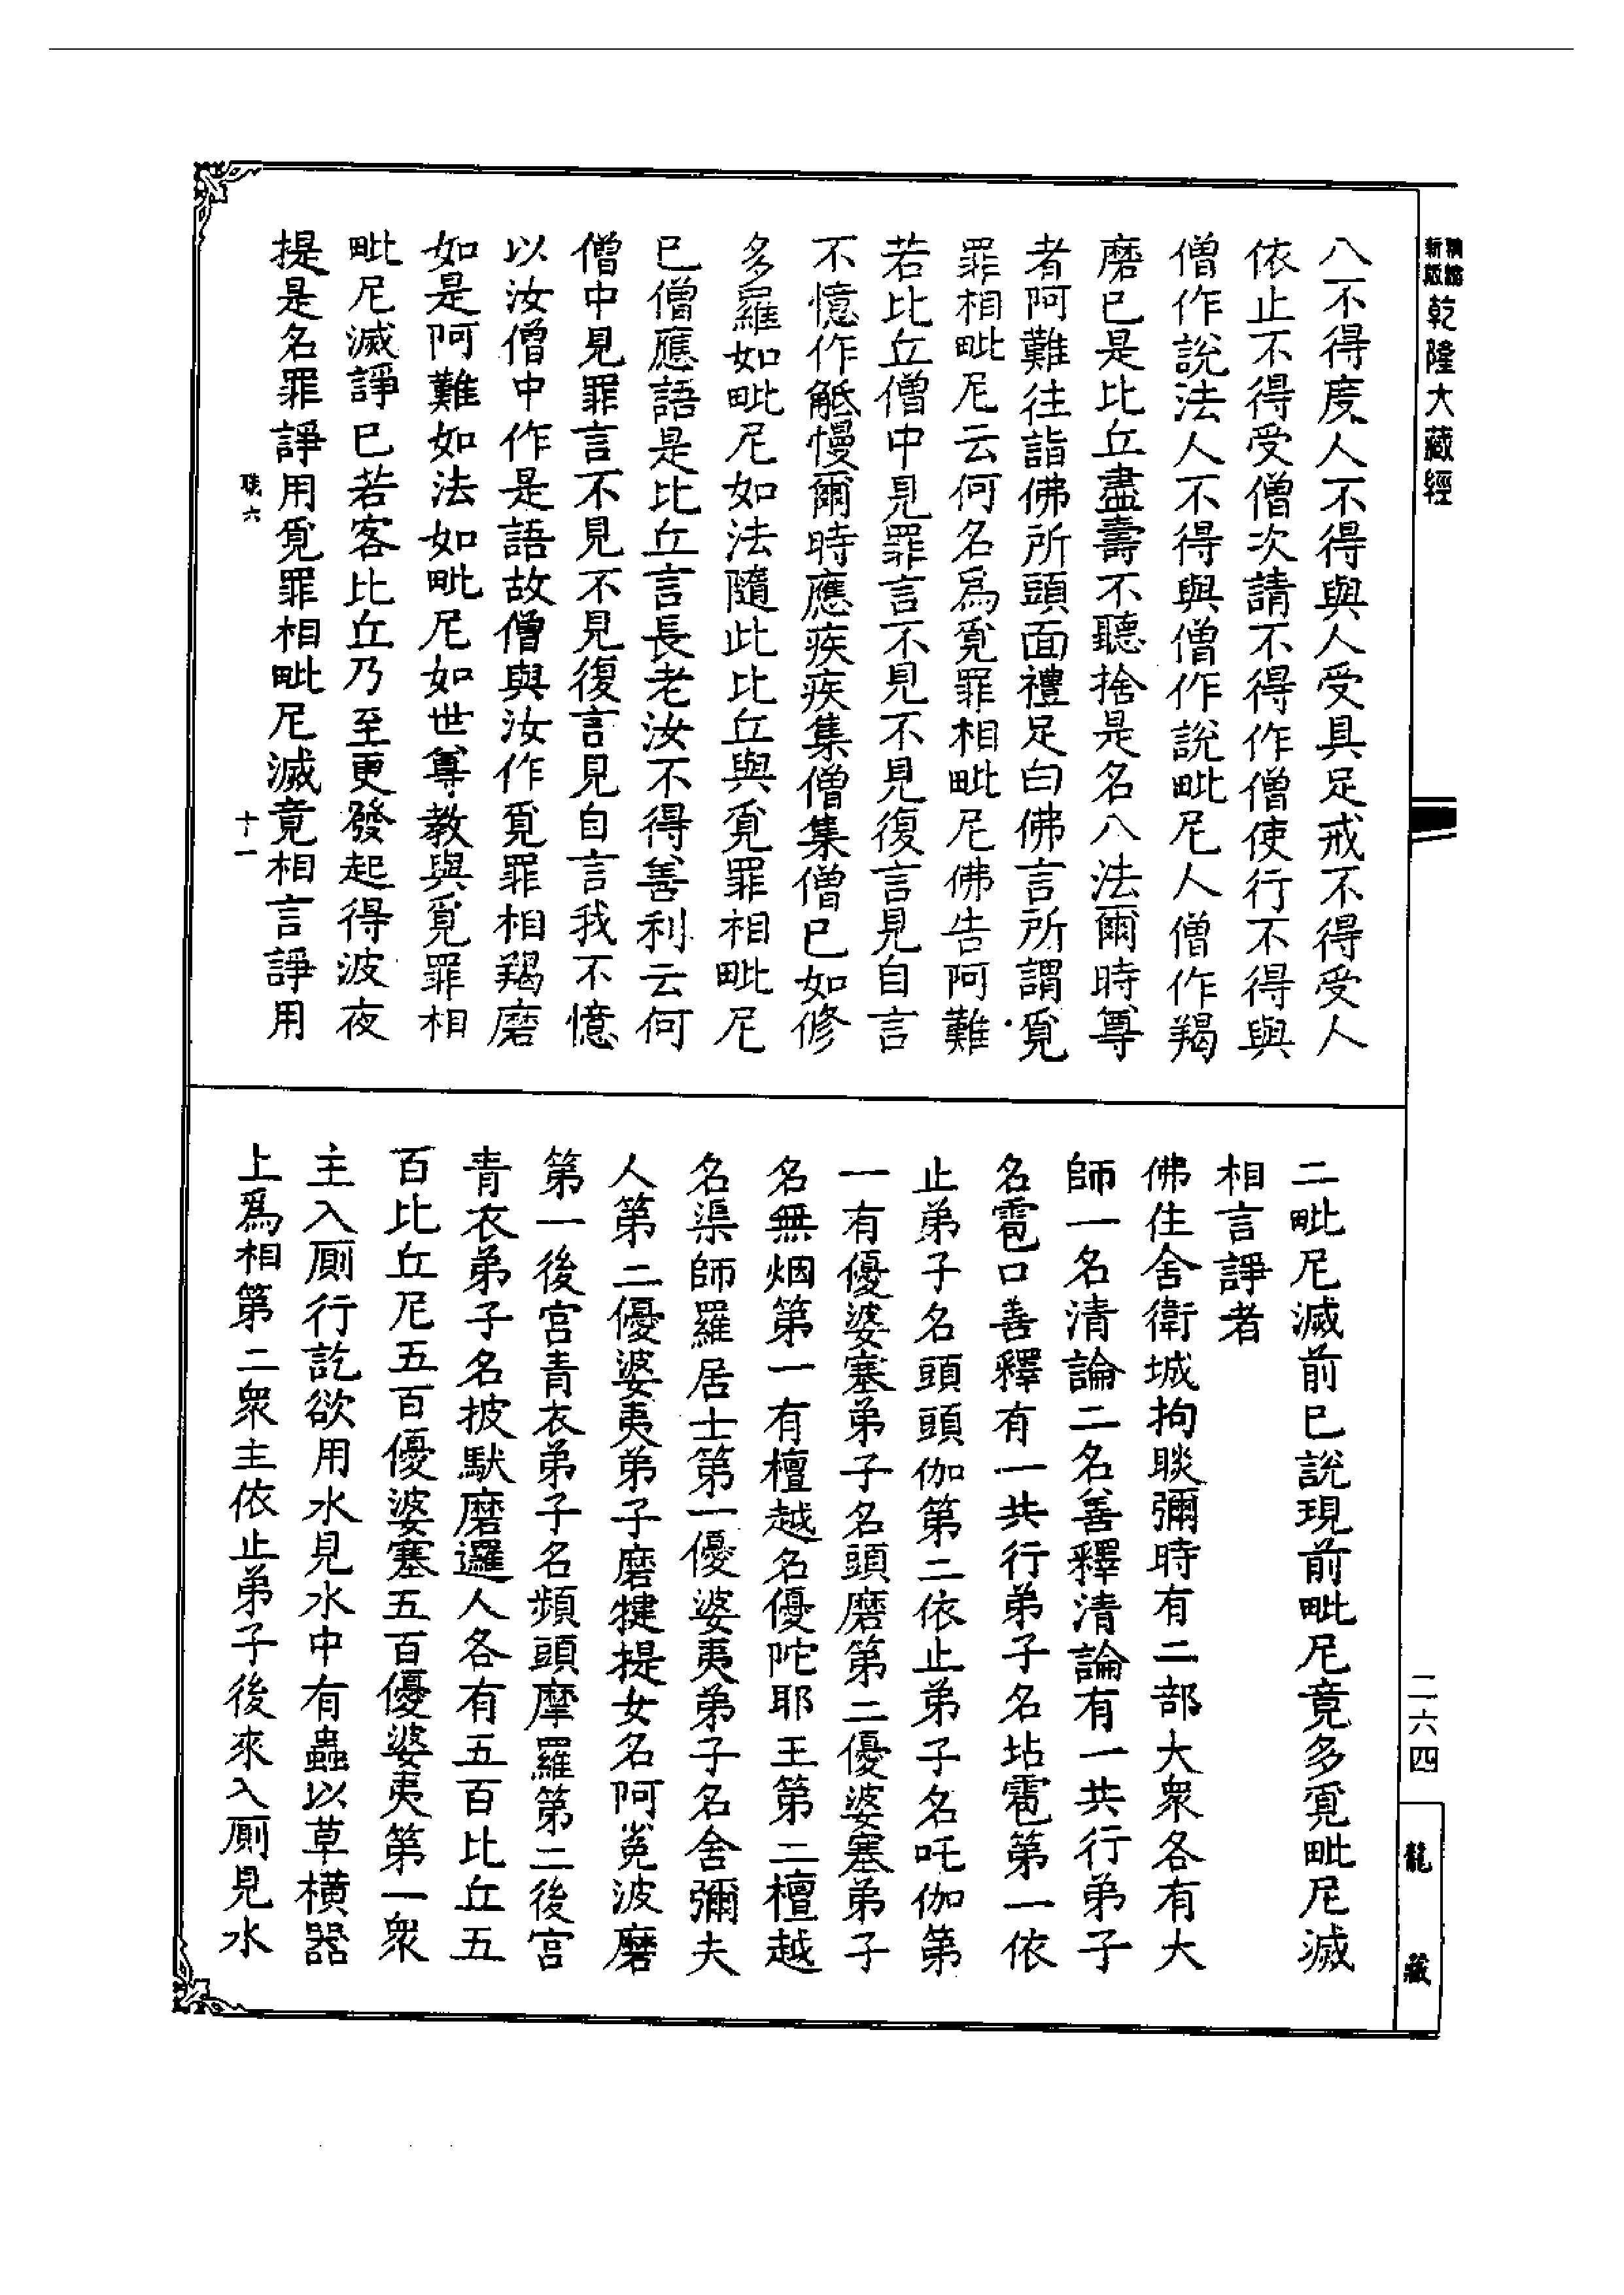 新版
精縮
乾隆大藏經
八不得度人不得與人受具足戒不得受人
依止不得受僧次請不得作僧使行不得與
僧作說法人不得與僧作說毗尼人僧作羯
磨已是比丘盡壽不聽捨是名八法爾時尊
者阿難往詣佛所頭面禮足白佛言所謂覓
罪相毗尼云何名爲覓罪相毗尼佛告阿難
若比丘僧中見罪言不見不見復言見自言
不憶作觝慢爾時應疾疾集僧集僧已如修
多羅如毗尼如法隨此比丘與覓罪相毗尼
已僧應語是比丘言長老汝不得善利云何
僧中見罪言不見不見復言見自言我不憶
以汝僧中作是語故僧與汝作覓罪相羯磨
如是阿難如法如毗尼如世尊教與覓罪相
毗尼滅諍已若客比丘乃至更發起得波夜
提是名罪諍用覓罪相毗尼滅竟相言諍用
職六
十一
二毗尼滅前已說現前毗尼竟多覓毗尼滅
相言諍者
佛住舍衛城拘睒彌時有二部大衆各有大
師一名清論二名善釋清論有一共行弟子
名雹口善釋有一共行弟子名坫雹第一依
止弟子名頭頭伽第二依止弟子名吒伽第
一有優婆塞弟子名頭磨第二優婆塞弟子
名無烟第一有檀越名優陀耶王第二檀越
名渠師羅居士第一優婆夷弟子名舍彌夫
人第二優婆夷弟子磨揵提女名阿㝹波磨
第一後宮青衣弟子名頻頭摩羅第二後宮
青衣弟子名披馱磨邏人各有五百比丘五
百比丘尼五百優婆塞五百優婆夷第一衆
主入厠行訖欲用水見水中有蟲以草橫器
上爲相第二衆主依止弟子後來入厠見水
二六四
龍藏